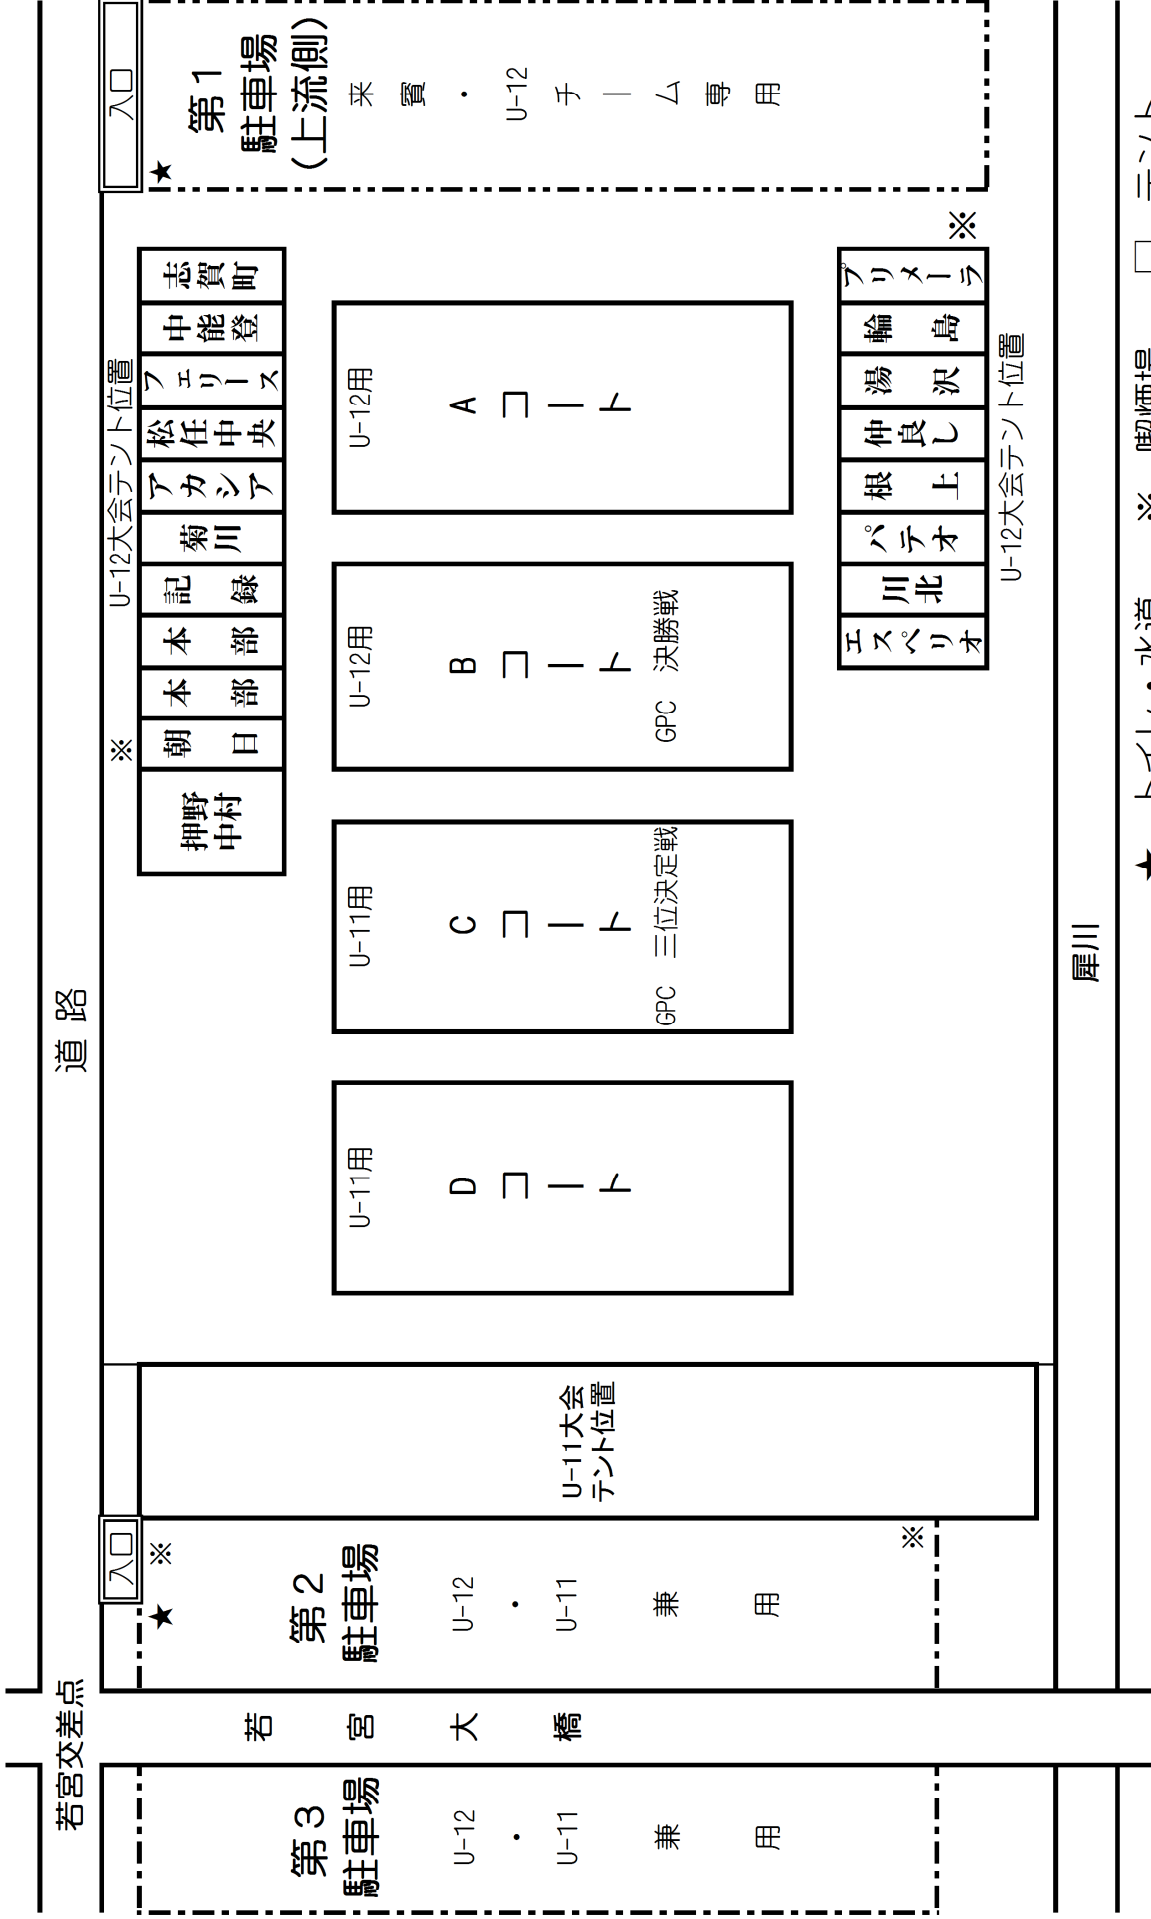 道路
若宮交差点
入口
入口
第1
駐車場
(上流側)
来賓・U-12チーム専用
★
U-12大会テント位置
※
押野
中村
朝日
本部
本部
記録
菊川
アカシア
松任中央
フェリース
中能登
志賀町
U-11用
Dコート
U-11用
Cコート
GPC 三位決定戦
U-12用
Bコート
GPC 決勝戦
U-12用
Aコート
エスペリオ
川北
パテオ
根上
仲良し
湯沢
輪島
プリメーラ
※
U-12大会テント位置
U-11大会
テント位置
★
※
※
第2
駐車場
U-12・U-11 兼用
若宮大橋
第3
駐車場
U-12・U-11 兼用
犀川
★ トイレ・水道 ※ 喫煙場 □ テント